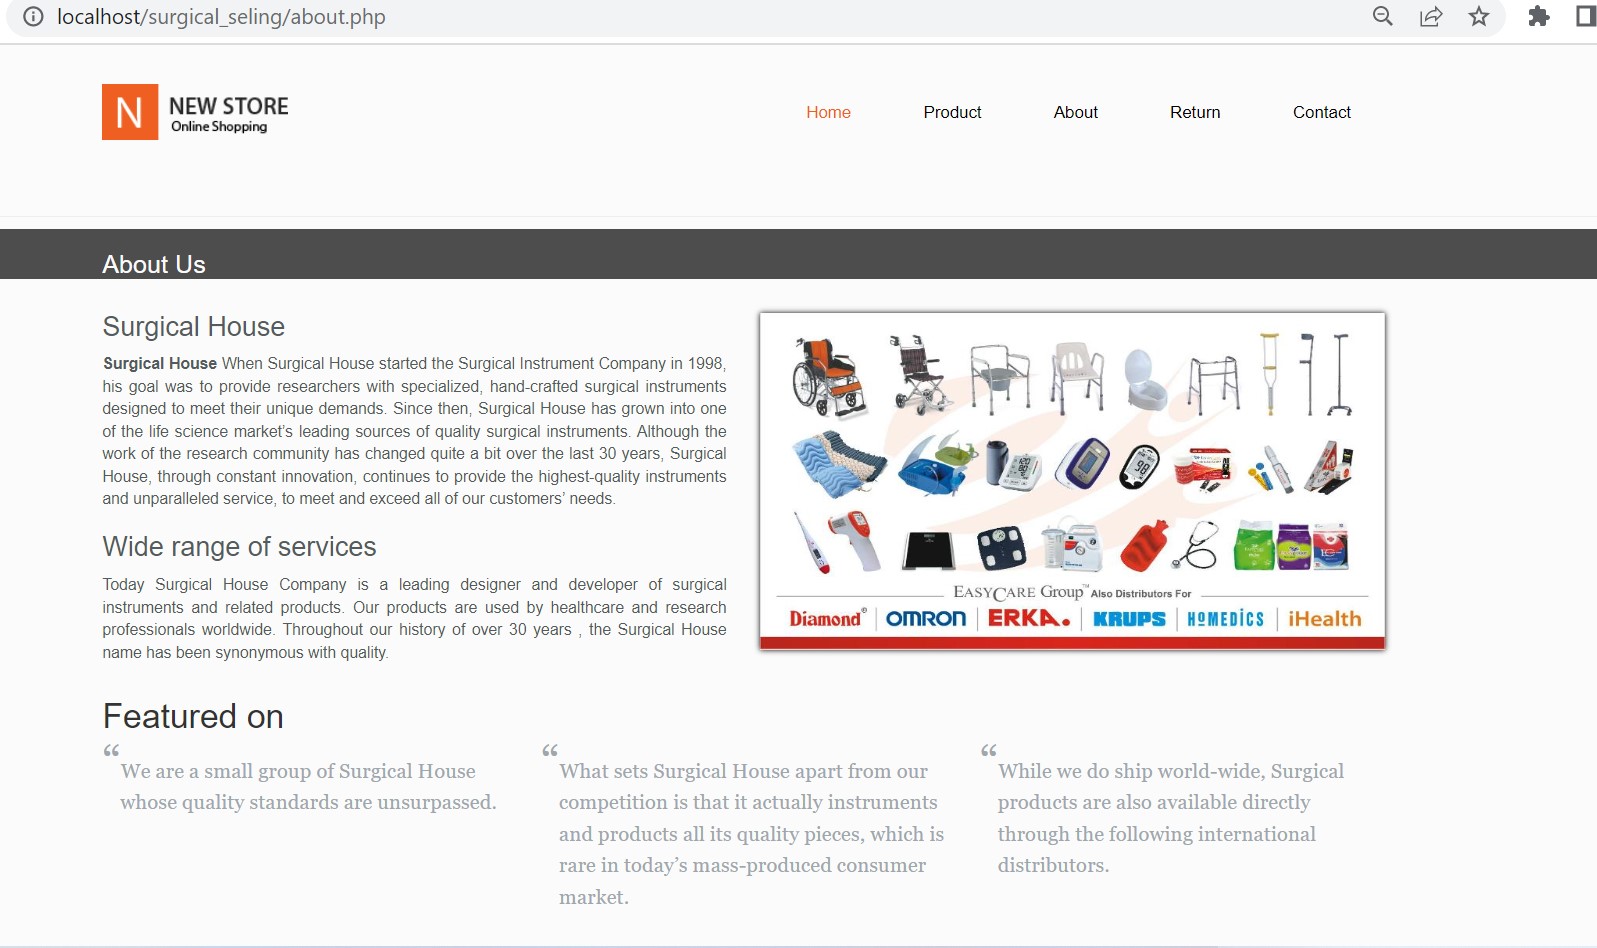 localhost/surgical_seling/about.php
N
NEW STORE
Online Shopping
Home
Product
About
Return
Contact
About Us
Surgical House
Surgical House When Surgical House started the Surgical Instrument Company in 1998,
his goal was to provide researchers with specialized, hand-crafted surgical instruments
designed to meet their unique demands. Since then, Surgical House has grown into one
of the life science market’s leading sources of quality surgical instruments. Although the
work of the research community has changed quite a bit over the last 30 years, Surgical
House, through constant innovation, continues to provide the highest-quality instruments
and unparalleled service, to meet and exceed all of our customers’ needs.
Wide range of services
Today Surgical House Company is a leading designer and developer of surgical
instruments and related products. Our products are used by healthcare and research
professionals worldwide. Throughout our history of over 30 years , the Surgical House
name has been synonymous with quality.
EASYCARE Group™ Also Distributors For
Diamond®
OMRON
ERKA.
KRUPS
HOMEDICS
iHealth
Featured on
“
We are a small group of Surgical House
whose quality standards are unsurpassed.
“
What sets Surgical House apart from our
competition is that it actually instruments
and products all its quality pieces, which is
rare in today’s mass-produced consumer
market.
“
While we do ship world-wide, Surgical
products are also available directly
through the following international
distributors.